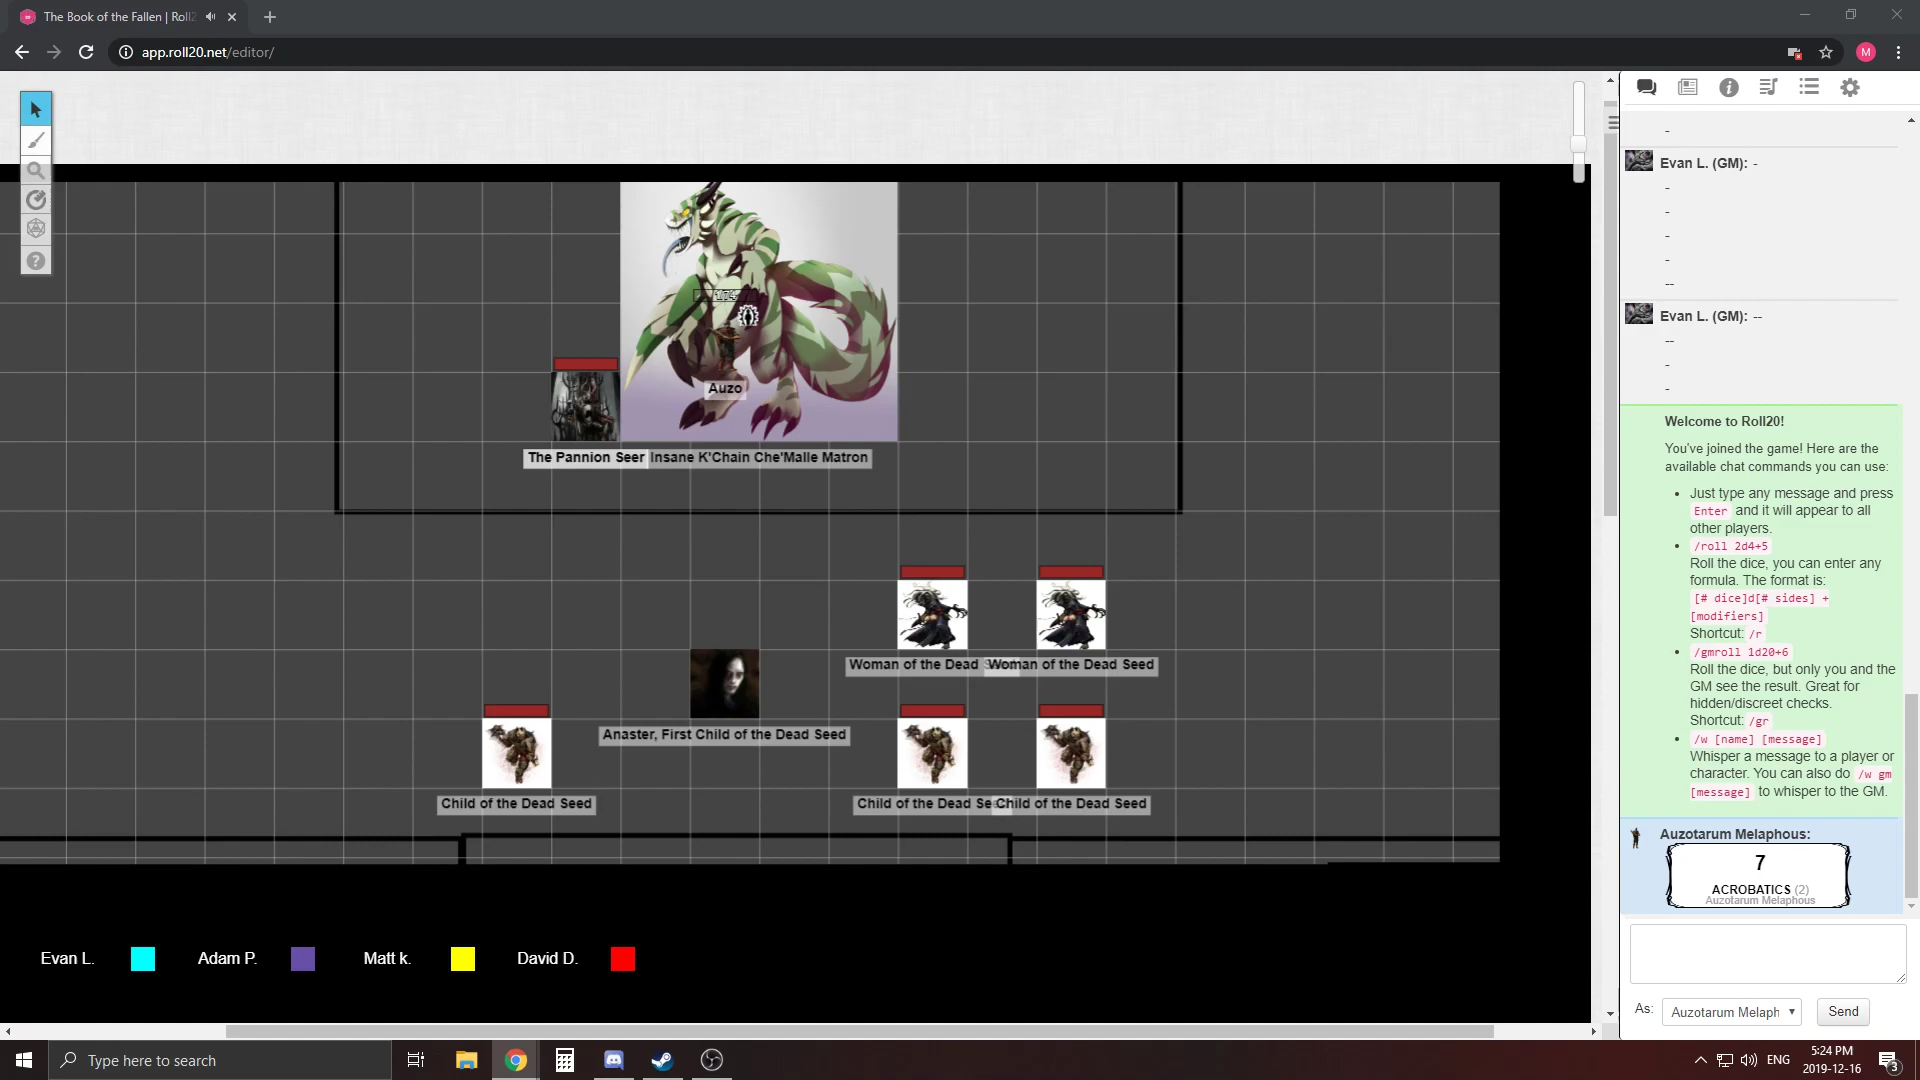 The Book of the Fallen | Roll2
app.roll20.net/editor/
M
Auzo
The Pannion Seer
Insane K'Chain Che'Malle Matron
Woman of the Dead
Woman of the Dead Seed
Anaster, First Child of the Dead Seed
Child of the Dead Seed
Child of the Dead Se
Child of the Dead Seed
Evan L.
Adam P.
Matt k.
David D.
-
Evan L. (GM): -
-
-
-
-
--
Evan L. (GM): --
--
-
-
Welcome to Roll20!
You've joined the game! Here are the
available chat commands you can use:
• Just type any message and press
Enter and it will appear to all
other players.
• /roll 2d4+5
Roll the dice, you can enter any
formula. The format is:
[# dice]d[# sides] +
[modifiers]
Shortcut: /r
• /gmroll 1d20+6
Roll the dice, but only you and the
GM see the result. Great for
hidden/discreet checks.
Shortcut: /gr
• /w [name] [message]
Whisper a message to a player or
character. You can also do /w gm
[message] to whisper to the GM.
Auzotarum Melaphous:
7
ACROBATICS (2)
Auzotarum Melaphous
As:
Auzotarum Melaph
Send
Type here to search
ENG
5:24 PM
2019-12-16
3